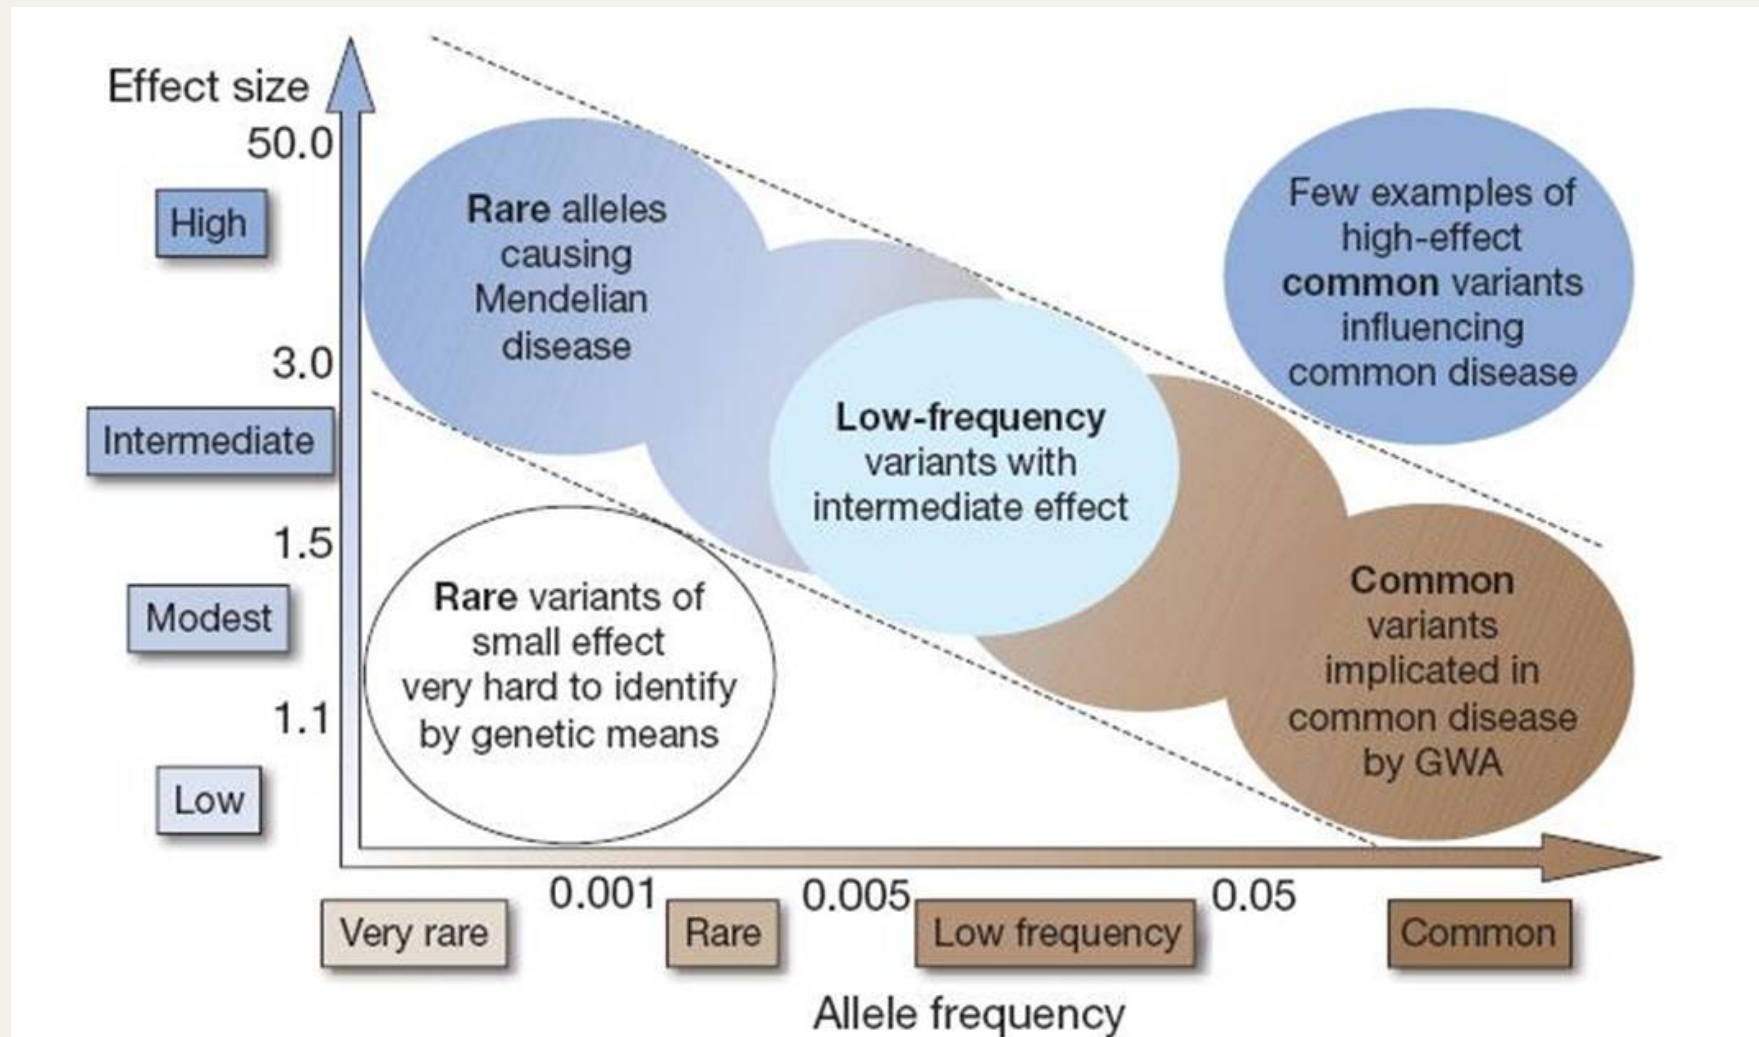 Effect size
50.0
High
3.0
Intermediate
1.5
Modest
1.1
Low
Rare alleles
causing
Mendelian
disease
Few examples of
high-effect
common variants
influencing
common disease
Low-frequency
variants with
intermediate effect
Rare variants of
small effect
very hard to identify
by genetic means
Common
variants
implicated in
common disease
by GWA
0.001
0.005
0.05
Very rare
Rare
Low frequency
Common
Allele frequency